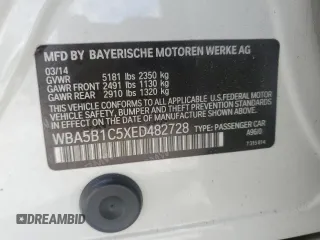 MFD BY BAYERISCHE MOTOREN WERKE AG
03/14
GVWR 5181 lbs 2350 kg
GAWR FRONT 2491 lbs 1130 kg
GAWR REAR 2910 lbs 1320 kg
THIS VEHICLE CONFORMS TO ALL APPLICABLE U.S.FEDERAL MOTOR
VEHICLE SAFETY, BUMPER, AND THEFT PREVENTION STANDARDS IN
EFFECT ON THE DATE OF MANUFACTURE SHOWN ABOVE.
WBA5B1C5XED482728 TYPE: PASSENGER CAR
DREAMBID